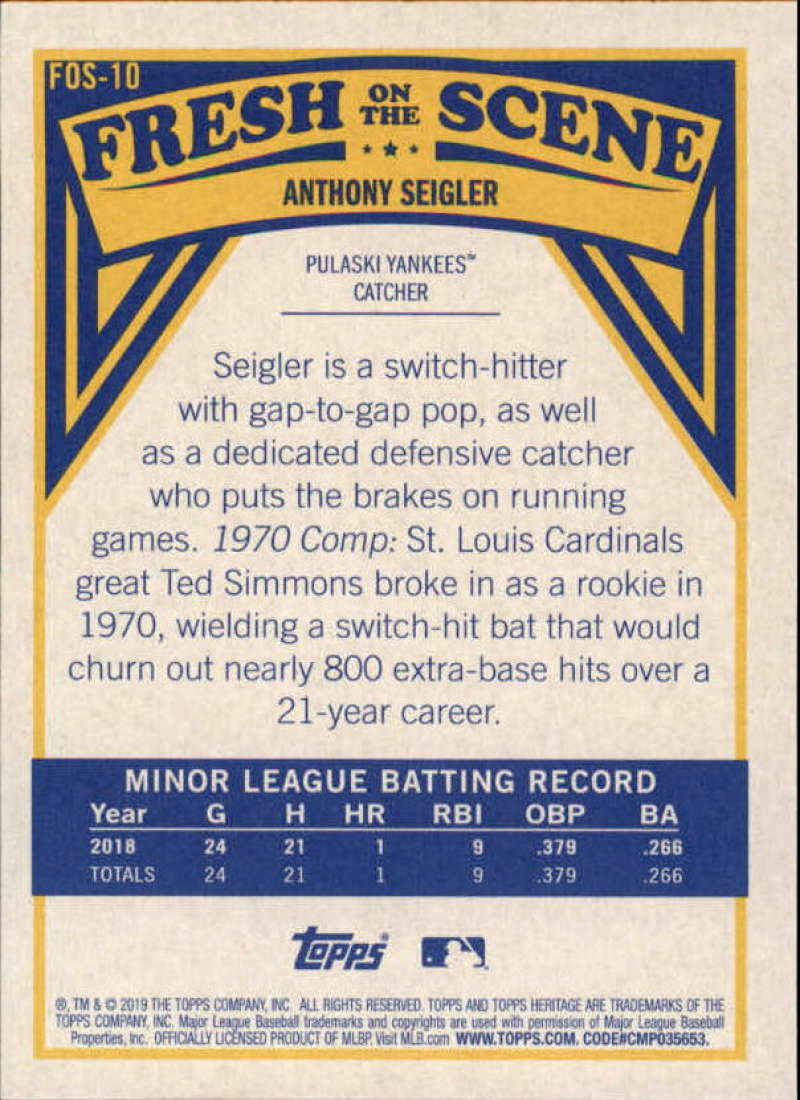 FOS-10
FRESH ON THE SCENE
ANTHONY SEIGLER
PULASKI YANKEES™
CATCHER
Seigler is a switch-hitter
with gap-to-gap pop, as well
as a dedicated defensive catcher
who puts the brakes on running
games. 1970 Comp: St. Louis Cardinals
great Ted Simmons broke in as a rookie in
1970, wielding a switch-hit bat that would
churn out nearly 800 extra-base hits over a
21-year career.
MINOR LEAGUE BATTING RECORD
Year G H HR RBI OBP BA
2018 24 21 1 9 .379 .266
TOTALS 24 21 1 9 .379 .266
Topps®
®, TM & © 2019 THE TOPPS COMPANY, INC. ALL RIGHTS RESERVED. TOPPS AND TOPPS HERITAGE ARE TRADEMARKS OF THE
TOPPS COMPANY, INC. Major League Baseball trademarks and copyrights are used with permission of Major League Baseball
Properties, Inc. OFFICIALLY LICENSED PRODUCT OF MLBP. Visit MLB.com WWW.TOPPS.COM. CODE#CMP035653.